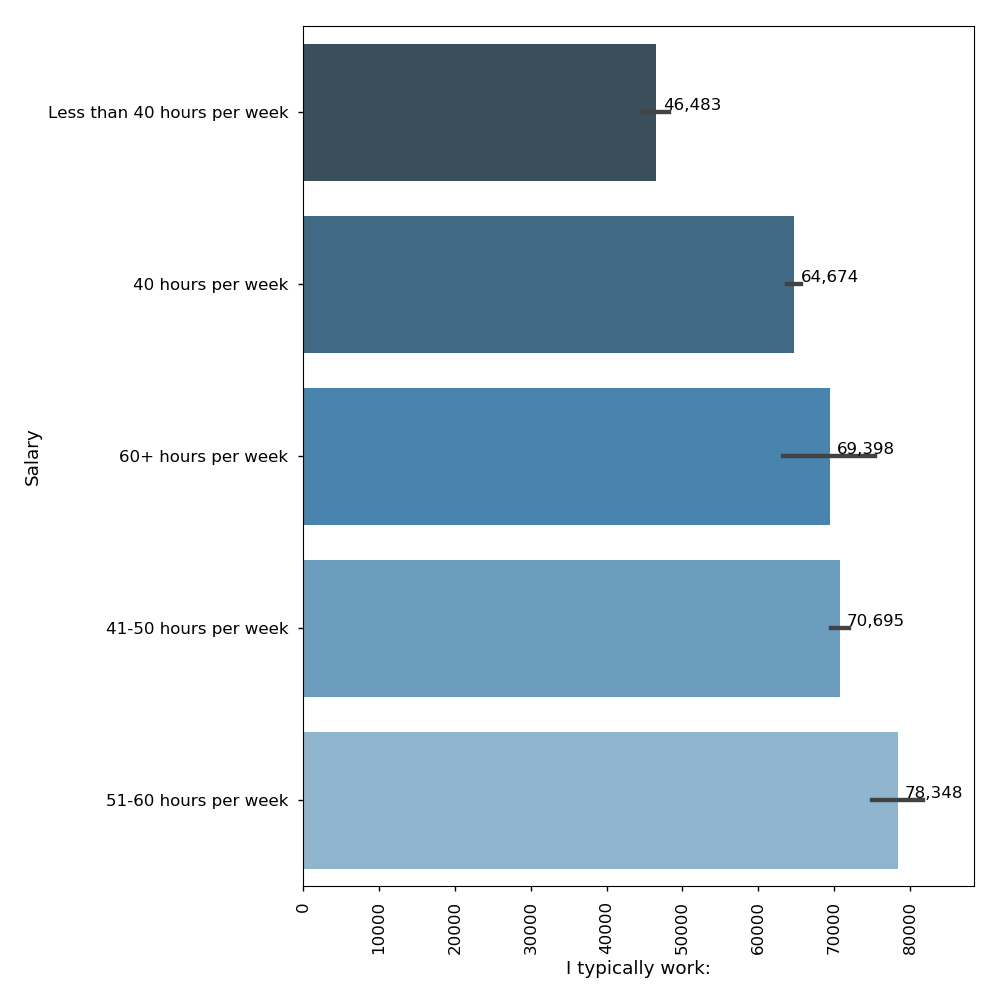 Less than 40 hours per week
46,483
40 hours per week
64,674
Salary
60+ hours per week
69,398
41-50 hours per week
70,695
51-60 hours per week
78,348
0
10000
20000
30000
40000
50000
60000
70000
80000
I typically work: